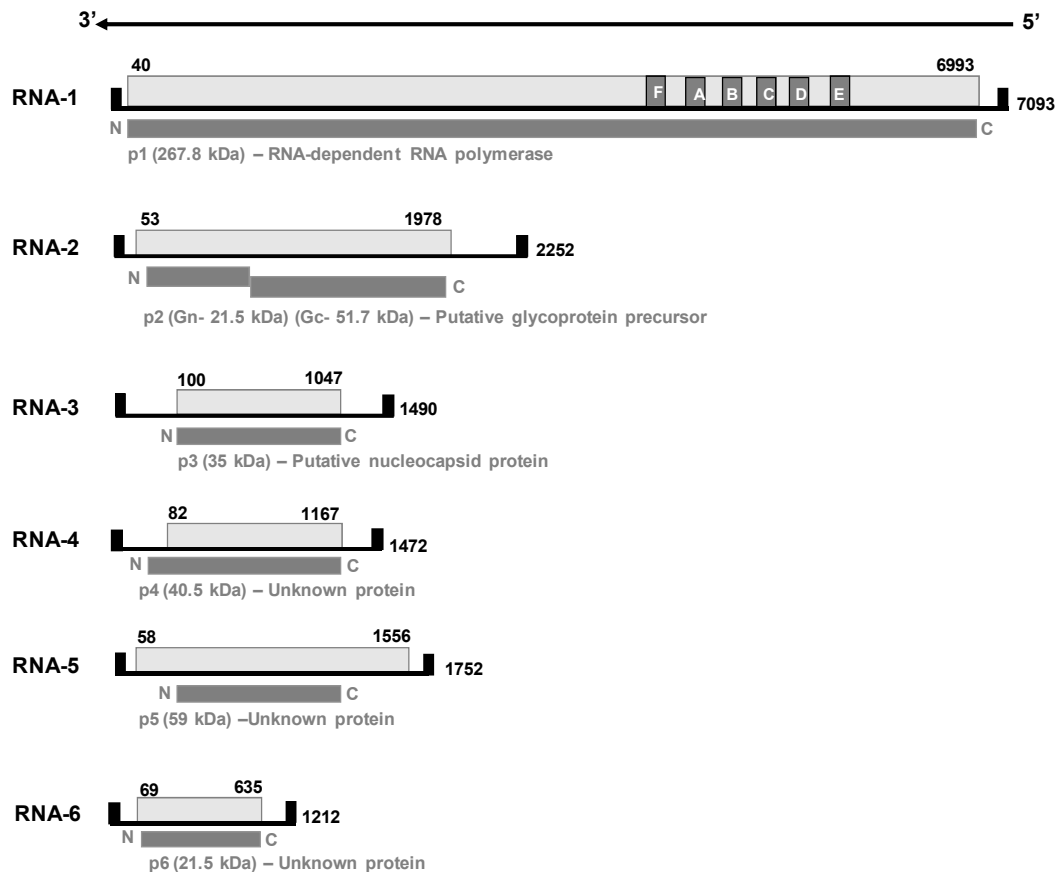 3’ 5’
40 6993
RNA-1 F A B C D E 7093
N C
p1 (267.8 kDa) – RNA-dependent RNA polymerase
53 1978
RNA-2 2252
N C
p2 (Gn- 21.5 kDa) (Gc- 51.7 kDa) – Putative glycoprotein precursor
100 1047
RNA-3 1490
N C
p3 (35 kDa) – Putative nucleocapsid protein
82 1167
RNA-4 1472
N C
p4 (40.5 kDa) – Unknown protein
58 1556
RNA-5 1752
N C
p5 (59 kDa) –Unknown protein
69 635
RNA-6 1212
N C
p6 (21.5 kDa) – Unknown protein